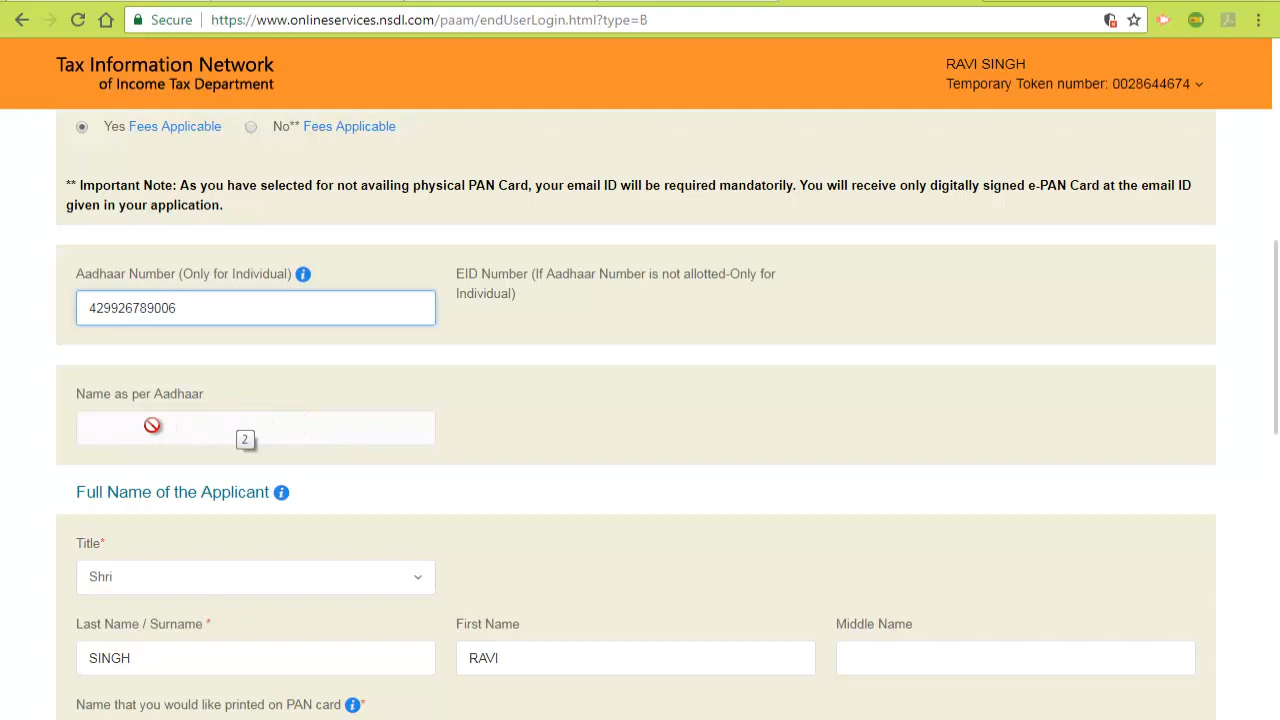 Secure
https://www.onlineservices.nsdl.com/paam/endUserLogin.html?type=B
Tax Information Network
of Income Tax Department
RAVI SINGH
Temporary Token number: 0028644674
Yes Fees Applicable No** Fees Applicable
** Important Note: As you have selected for not availing physical PAN Card, your email ID will be required mandatorily. You will receive only digitally signed e-PAN Card at the email ID
given in your application.
Aadhaar Number (Only for Individual)
EID Number (If Aadhaar Number is not allotted-Only for
Individual)
429926789006
Name as per Aadhaar
2
Full Name of the Applicant
Title*
Shri
Last Name / Surname * First Name Middle Name
SINGH RAVI
Name that you would like printed on PAN card *